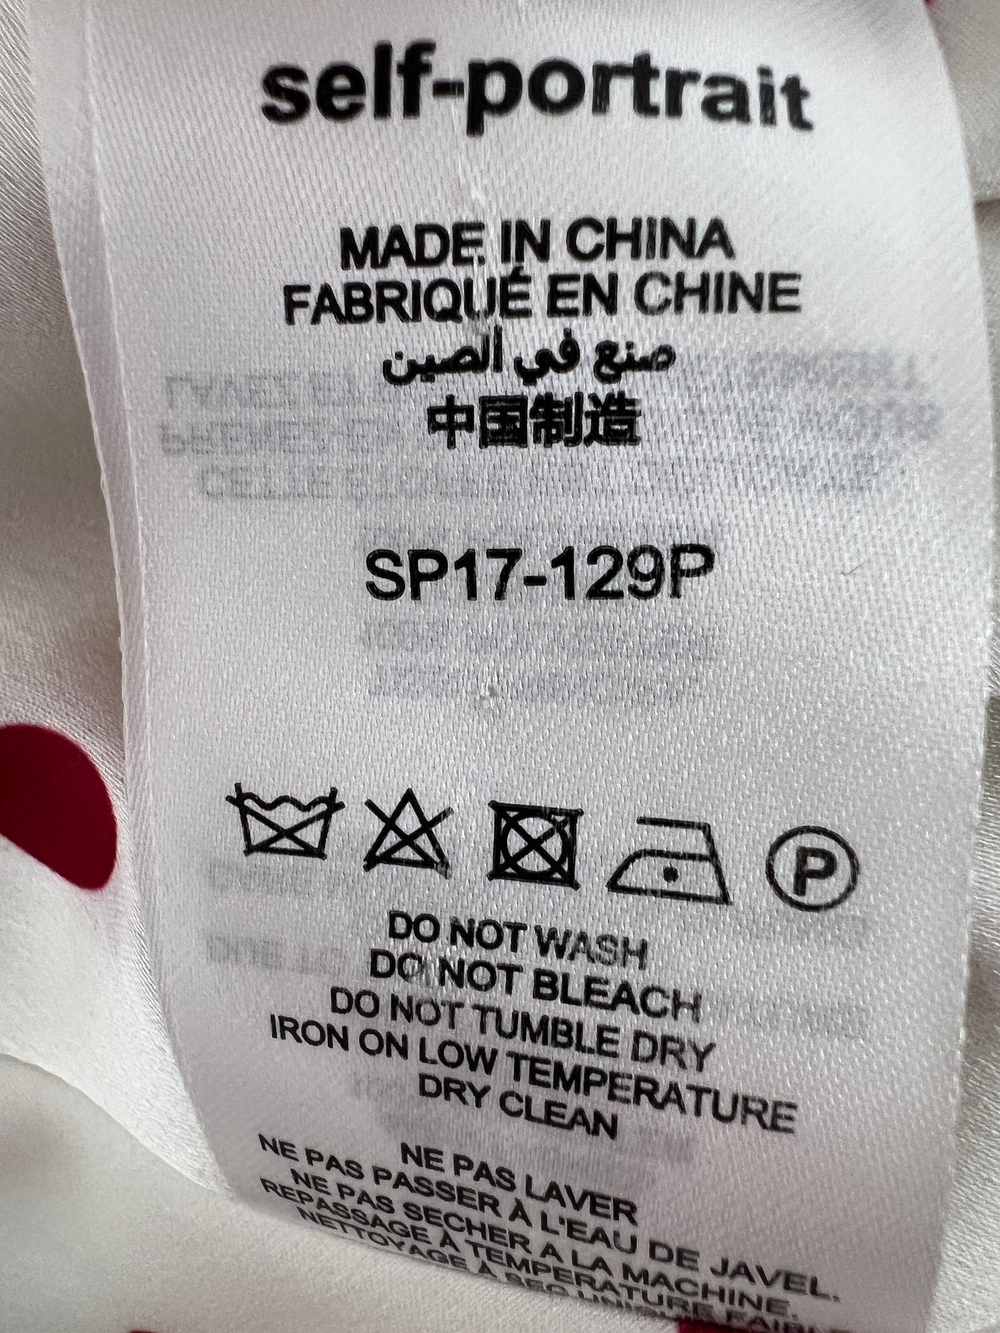 self-portrait
MADE IN CHINA
FABRIQUÉ EN CHINE
صنع في الصين
中国制造
SP17-129P
P
DO NOT WASH
DO NOT BLEACH
DO NOT TUMBLE DRY
IRON ON LOW TEMPERATURE
DRY CLEAN
NE PAS LAVER
NE PAS PASSER À L'EAU DE JAVEL.
NE PAS SECHER A LA MACHINE.
REPASSAGE À TEMPERATURE
NETTOYAGE À SEC